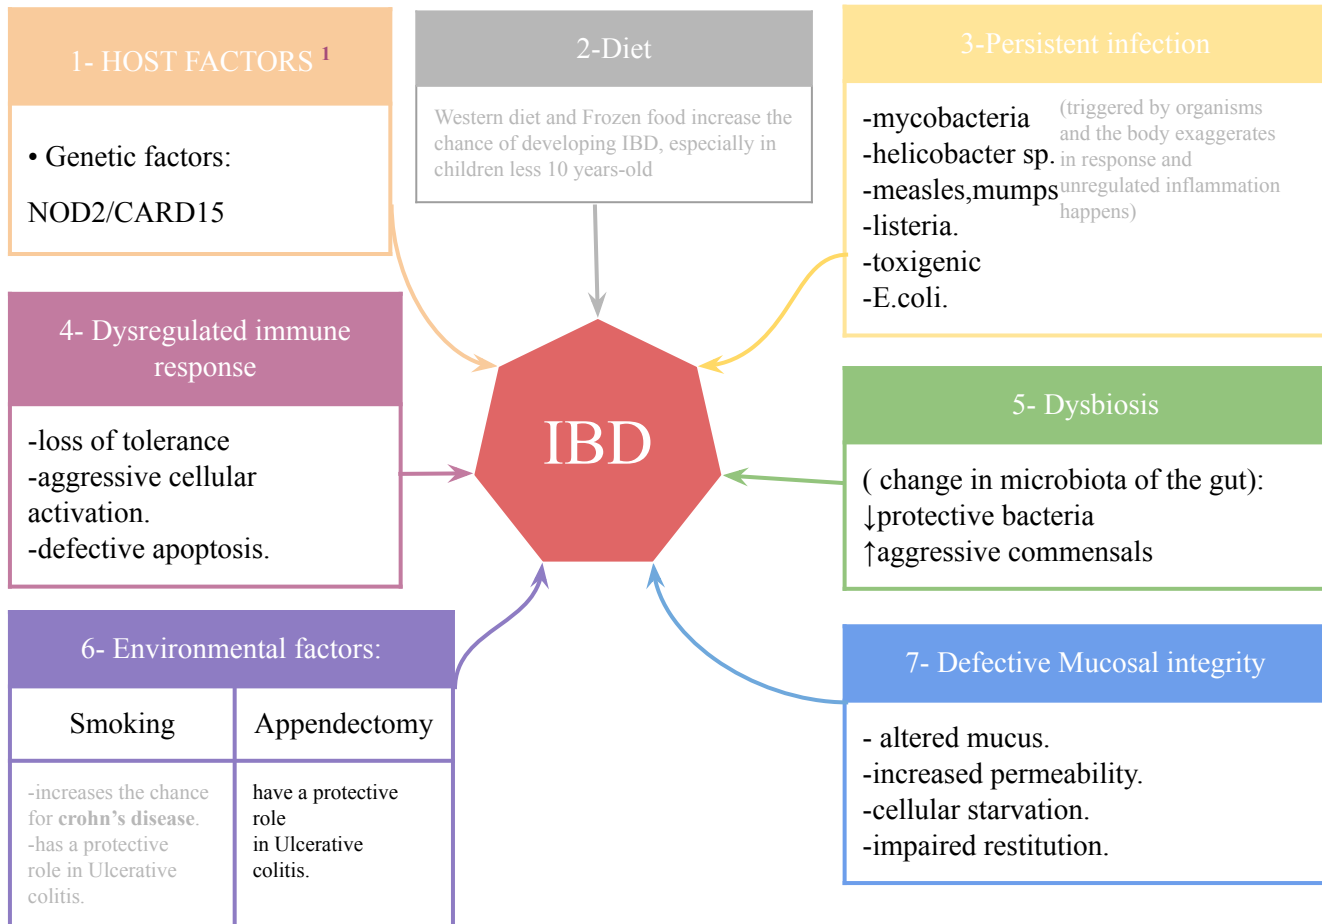 1- HOST FACTORS 1
• Genetic factors:
NOD2/CARD15
2-Diet
Western diet and Frozen food increase the
chance of developing IBD, especially in
children less 10 years-old
3-Persistent infection
-mycobacteria
-helicobacter sp.
-measles,mumps
-listeria.
-toxigenic
-E.coli.
(triggered by organisms
and the body exaggerates
in response and
unregulated inflammation
happens)
4- Dysregulated immune
response
-loss of tolerance
-aggressive cellular
activation.
-defective apoptosis.
IBD
5- Dysbiosis
( change in microbiota of the gut):
↓protective bacteria
↑aggressive commensals
6- Environmental factors:
Smoking
Appendectomy
-increases the chance
for crohn’s disease.
-has a protective
role in Ulcerative
colitis.
have a protective
role
in Ulcerative
colitis.
7- Defective Mucosal integrity
- altered mucus.
-increased permeability.
-cellular starvation.
-impaired restitution.